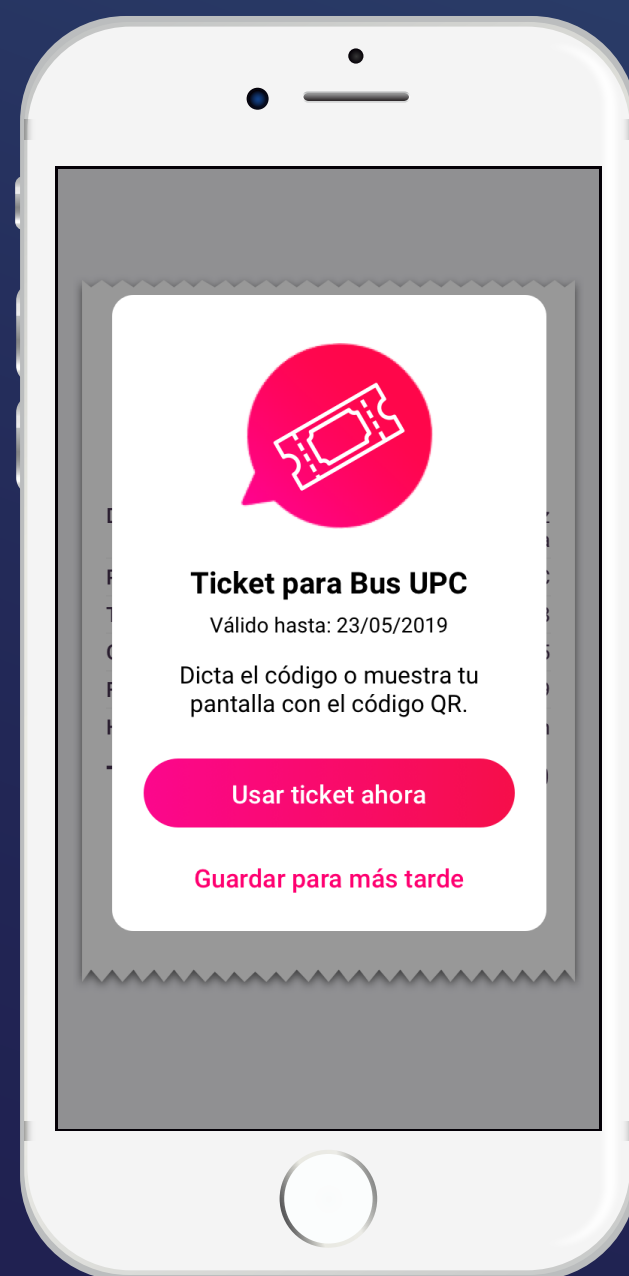 Ticket para Bus UPC
Válido hasta: 23/05/2019
Dicta el código o muestra tu
pantalla con el código QR.
Usar ticket ahora
Guardar para más tarde